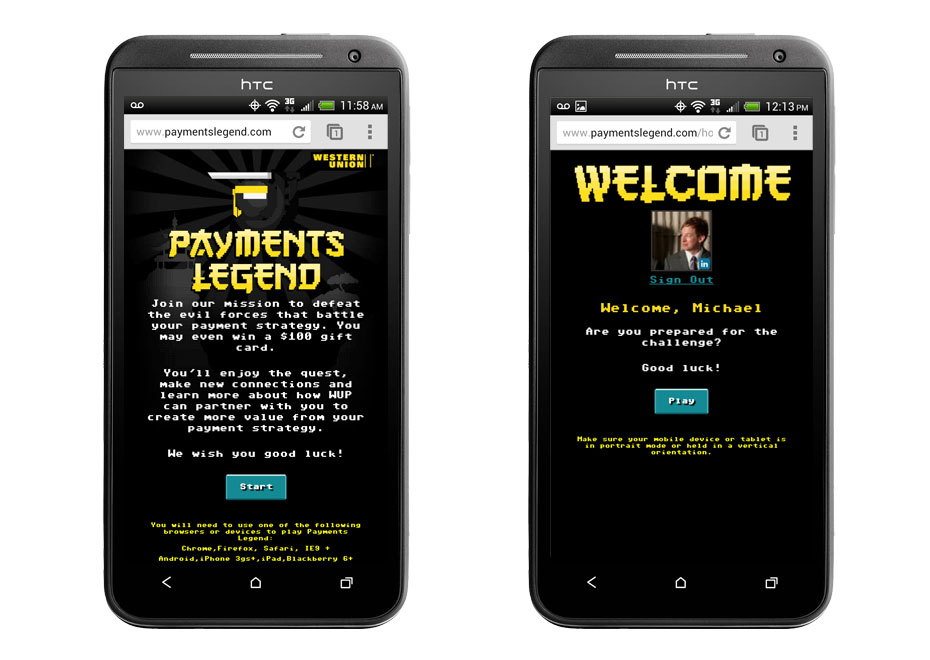 hTC
3G
11:58 AM
www.paymentslegend.com
1
WESTERN
UNION
PAYMENTS
LEGEND
Join our mission to defeat
the evil forces that battle
your payment strategy. You
may even win a $100 gift
card.
You'll enjoy the quest,
make new connections and
learn more about how WUP
can partner with you to
create more value from your
payment strategy.
We wish you good luck!
Start
You will need to use one of the following
browsers or devices to play Payments
Legend:
Chrome,Firefox, Safari, IE9 +
Android,iPhone 3gs+,iPad,Blackberry 6+
hTC
3G
12:13 PM
www.paymentslegend.com/ho
1
WELCOME
in
Sign Out
Welcome, Michael
Are you prepared for the
challenge?
Good luck!
Play
Make sure your mobile device or tablet is
in portrait mode or held in a vertical
orientation.